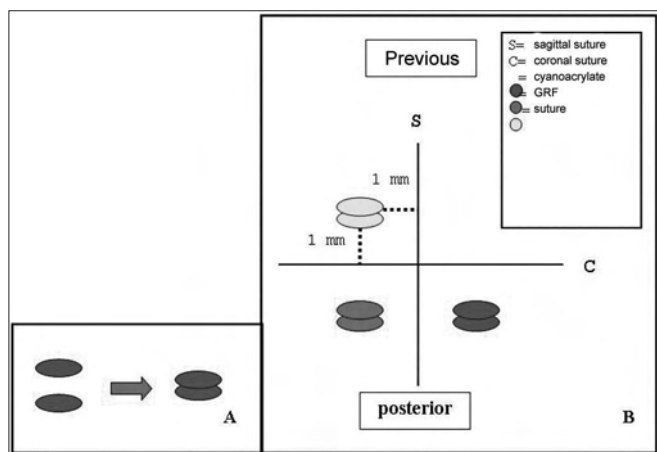 Previous
S= sagittal suture
C= coronal suture
= cyanoacrylate
= GRF
= suture
S
1 mm
1 mm
C
posterior
A
B